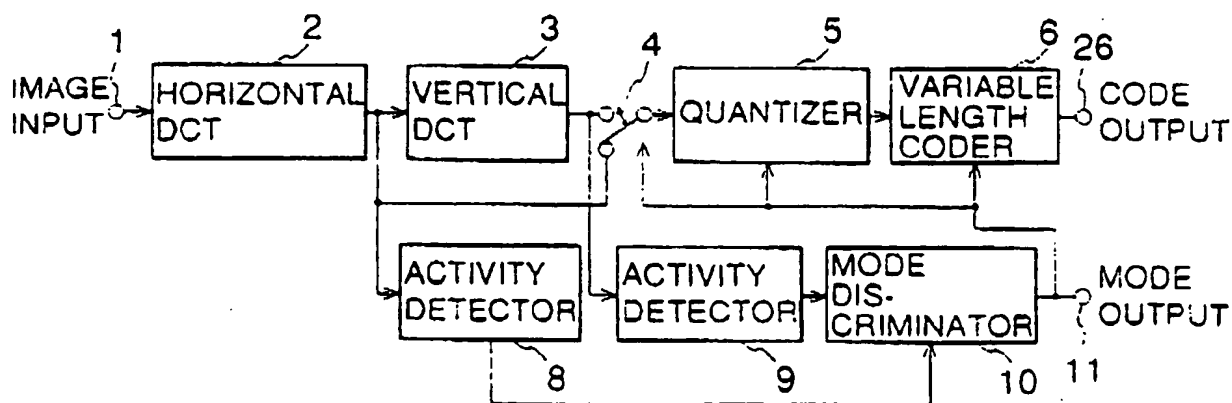 1
2
3
4
5
6
26
IMAGE
INPUT
HORIZONTAL
DCT
VERTICAL
DCT
QUANTIZER
VARIABLE
LENGTH
CODER
CODE
OUTPUT
ACTIVITY
DETECTOR
ACTIVITY
DETECTOR
MODE
DIS-
CRIMINATOR
MODE
OUTPUT
8
9
10
11